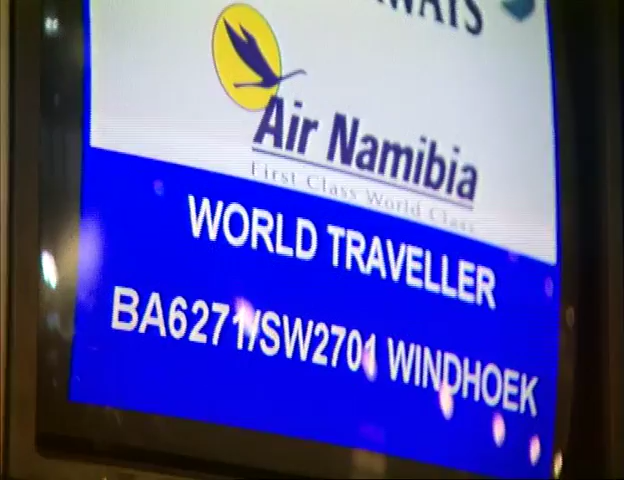 Air Namibia
First Class World Class
WORLD TRAVELLER
BA6271/SW2701 WINDHOEK